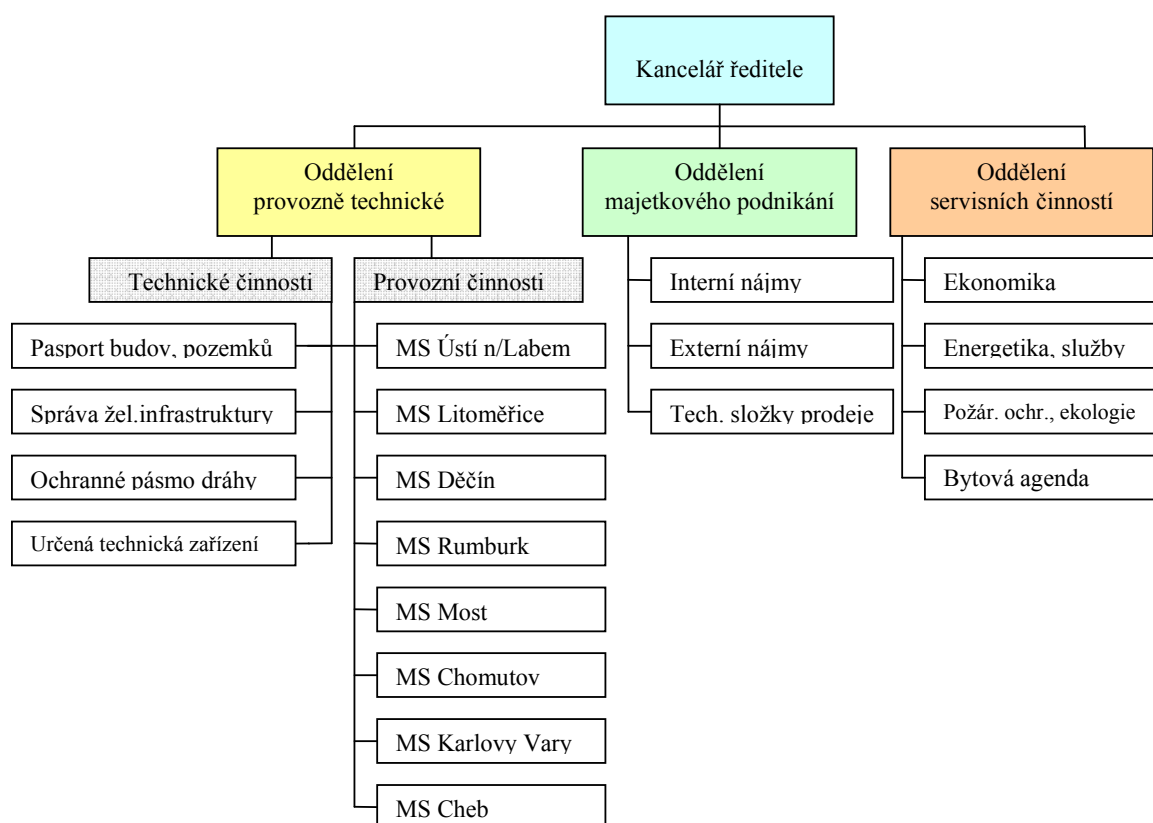 Kancelář ředitele
Oddělení
provozně technické
Oddělení
majetkového podnikání
Oddělení
servisních činností
Technické činnosti
Provozní činnosti
Pasport budov, pozemků
Správa žel.infrastruktury
Ochranné pásmo dráhy
Určená technická zařízení
MS Ústí n/Labem
MS Litoměřice
MS Děčín
MS Rumburk
MS Most
MS Chomutov
MS Karlovy Vary
MS Cheb
Interní nájmy
Externí nájmy
Tech. složky prodeje
Ekonomika
Energetika, služby
Požár. ochr., ekologie
Bytová agenda